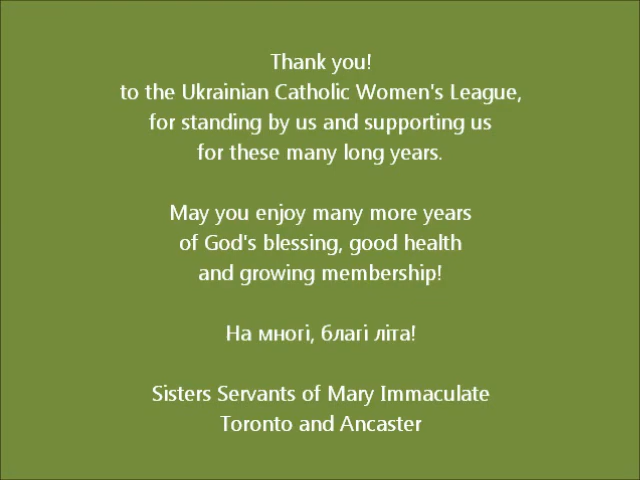 Thank you!
to the Ukrainian Catholic Women's League,
for standing by us and supporting us
for these many long years.
May you enjoy many more years
of God's blessing, good health
and growing membership!
На многі, благі літа!
Sisters Servants of Mary Immaculate
Toronto and Ancaster